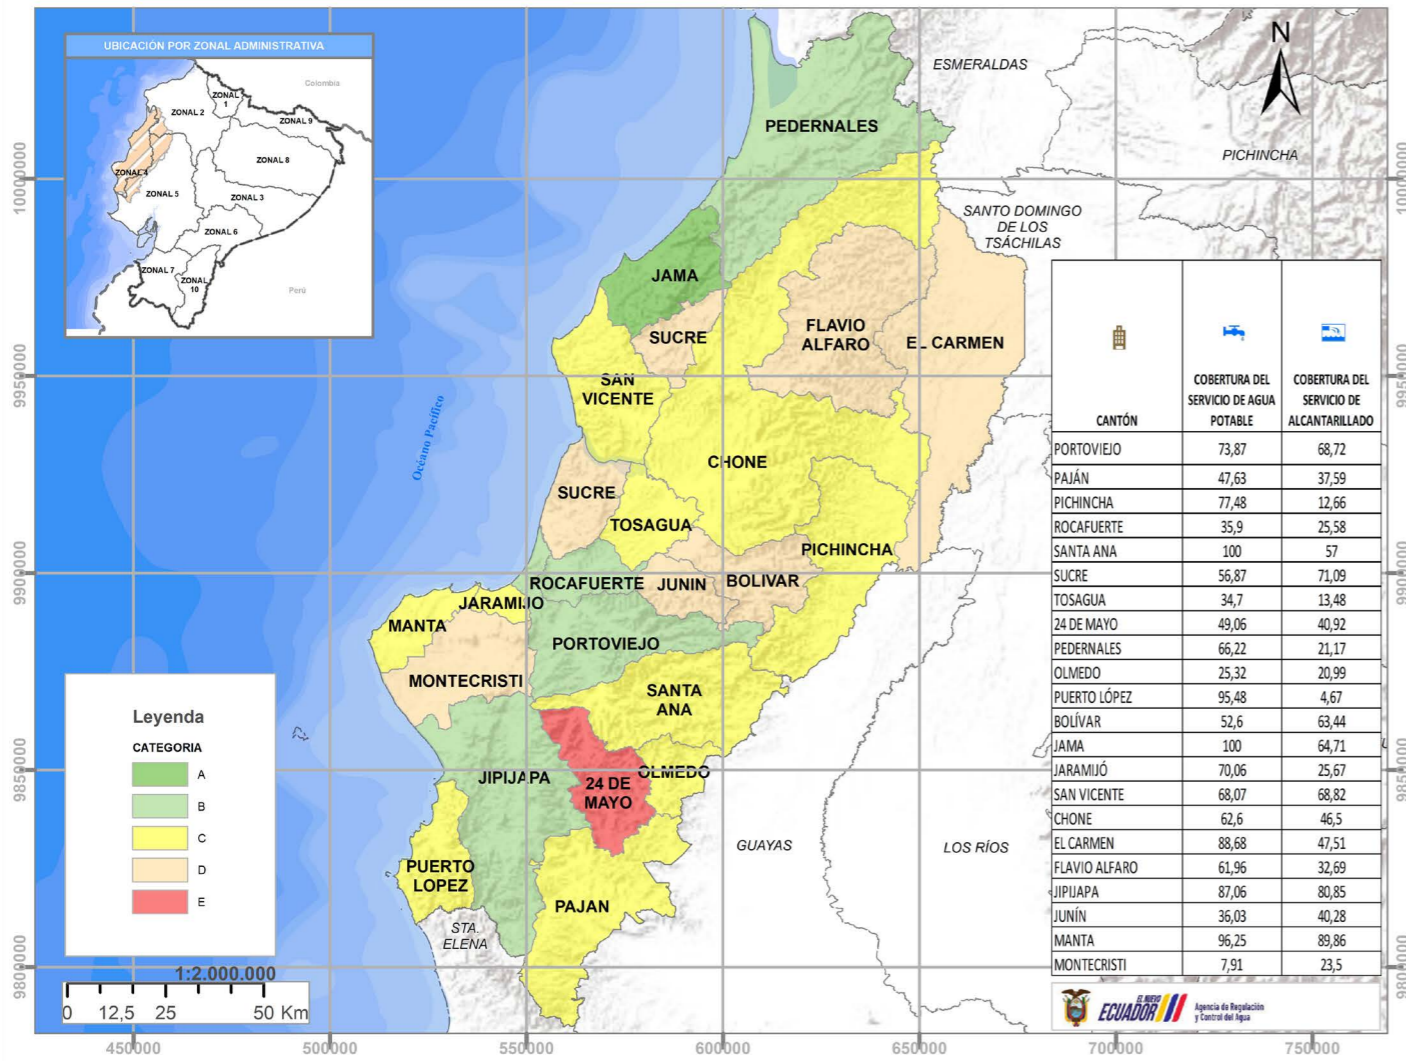 UBICACIÓN POR ZONAL ADMINISTRATIVA
Colombia
ZONAL 1
ZONAL 2
ZONAL 9
ZONAL 8
ZONAL 4
ZONAL 5
ZONAL 3
ZONAL 6
ZONAL 7
ZONAL 10
Perú
N
ESMERALDAS
PICHINCHA
SANTO DOMINGO
DE LOS
TSÁCHILAS
PEDERNALES
JAMA
SUCRE
FLAVIO
ALFARO
EL CARMEN
SAN
VICENTE
Océano Pacífico
CHONE
SUCRE
TOSAGUA
PICHINCHA
ROCAFUERTE
JUNIN
BOLIVAR
JARAMIJO
MANTA
PORTOVIEJO
MONTECRISTI
SANTA
ANA
JIPIJAPA
OLMEDO
24 DE
MAYO
PUERTO
LOPEZ
PAJAN
GUAYAS
LOS RÍOS
STA.
ELENA
Leyenda
CATEGORIA
A
B
C
D
E
1:2.000.000
0 12,5 25 50 Km
CANTÓN
COBERTURA DEL
SERVICIO DE AGUA
POTABLE
COBERTURA DEL
SERVICIO DE
ALCANTARILLADO
PORTOVIEJO 73,87 68,72
PAJÁN 47,63 37,59
PICHINCHA 77,48 12,66
ROCAFUERTE 35,9 25,58
SANTA ANA 100 57
SUCRE 56,87 71,09
TOSAGUA 34,7 13,48
24 DE MAYO 49,06 40,92
PEDERNALES 66,22 21,17
OLMEDO 25,32 20,99
PUERTO LÓPEZ 95,48 4,67
BOLÍVAR 52,6 63,44
JAMA 100 64,71
JARAMIJÓ 70,06 25,67
SAN VICENTE 68,07 68,82
CHONE 62,6 46,5
EL CARMEN 88,68 47,51
FLAVIO ALFARO 61,96 32,69
JIPIJAPA 87,06 80,85
JUNÍN 36,03 40,28
MANTA 96,25 89,86
MONTECRISTI 7,91 23,5
EL NUEVO
ECUADOR
Agencia de Regulación
y Control del Agua
10000000
9950000
9900000
9850000
9800000
10000000
9950000
9900000
9850000
9800000
450000 500000 550000 600000 650000 700000 750000